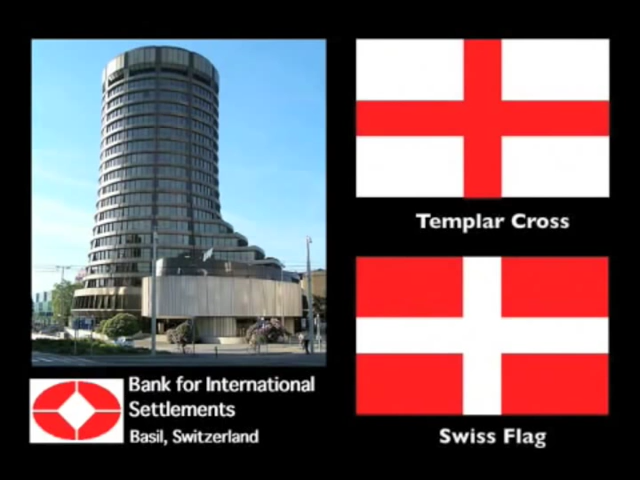 Templar Cross
Swiss Flag
Bank for International
Settlements
Basil, Switzerland